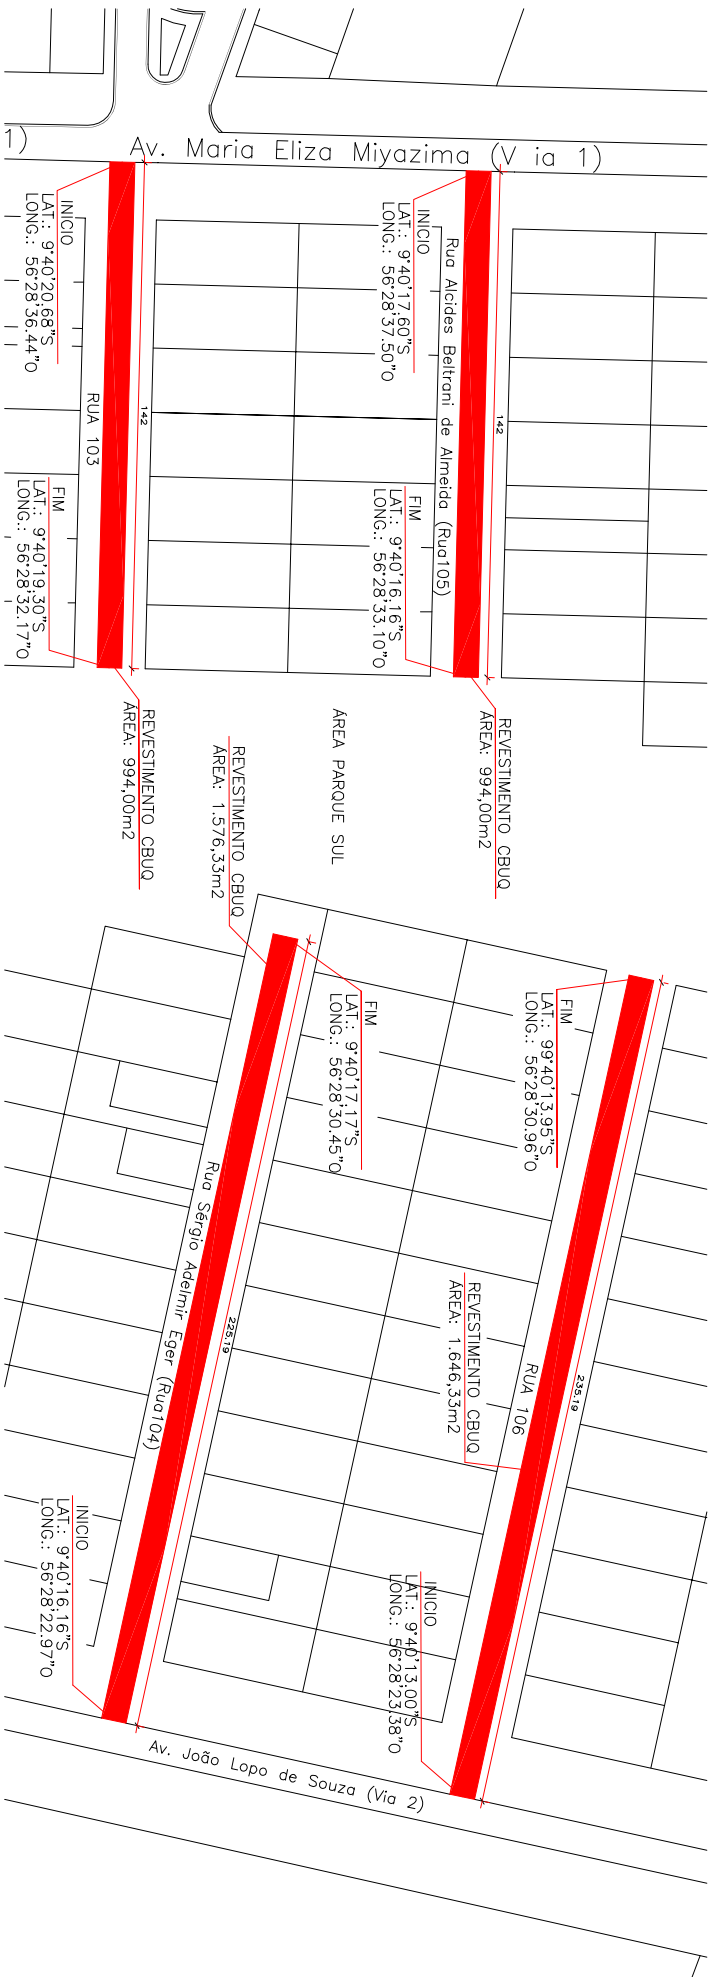 1)
Av. Maria Eliza Miyazima (V ia 1)
INICIO
LAT.: 9°40'20.68"S
LONG.: 56°28'36.44"O
RUA 103
142
FIM
LAT.: 9°40'19.30"S
LONG.: 56°28'32.17"O
REVESTIMENTO CBUQ
ÁREA: 994,00m2
INICIO
LAT.: 9°40'17.60"S
LONG.: 56°28'37.50"O
Rua Alcides Beltrani de Almeida (Rua105)
142
FIM
LAT.: 9°40'16.16"S
LONG.: 56°28'33.10"O
REVESTIMENTO CBUQ
ÁREA: 994,00m2
ÁREA PARQUE SUL
REVESTIMENTO CBUQ
ÁREA: 1.576,33m2
FIM
LAT.: 9°40'17.17"S
LONG.: 56°28'30.45"O
Rua Sérgio Adelmir Eger (Rua104)
225.19
INICIO
LAT.: 9°40'16.16"S
LONG.: 56°28'22.97"O
FIM
LAT.: 99°40'13.95"S
LONG.: 56°28'30.96"O
REVESTIMENTO CBUQ
ÁREA: 1.646,33m2
RUA 106
235.19
INICIO
LAT.: 9°40'13.00"S
LONG.: 56°28'23.38"O
Av. João Lopo de Souza (Via 2)